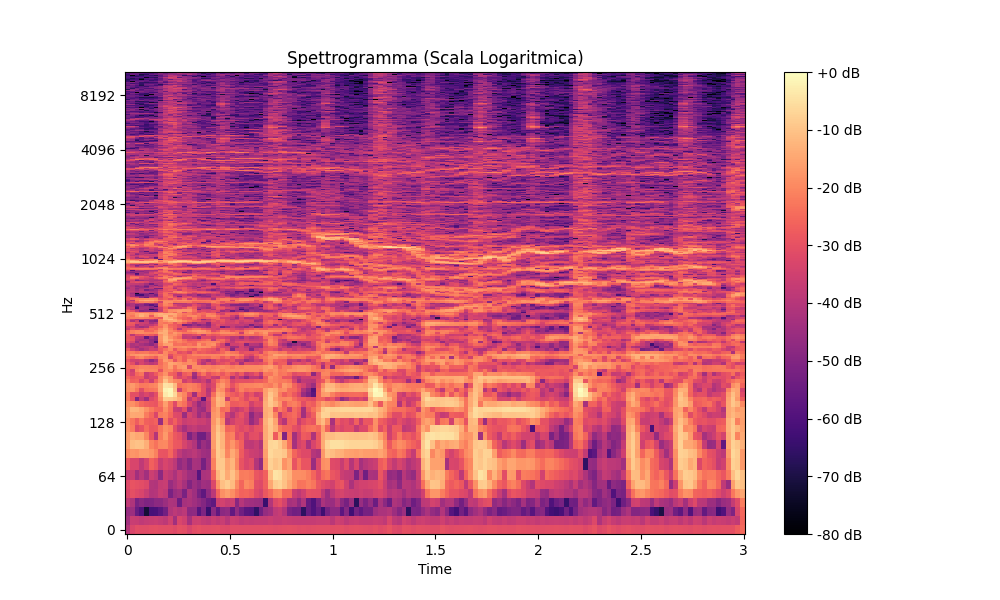 Spettrogramma (Scala Logaritmica)
Hz
8192
4096
2048
1024
512
256
128
64
0
0 0.5 1 1.5 2 2.5 3
Time
+0 dB
-10 dB
-20 dB
-30 dB
-40 dB
-50 dB
-60 dB
-70 dB
-80 dB